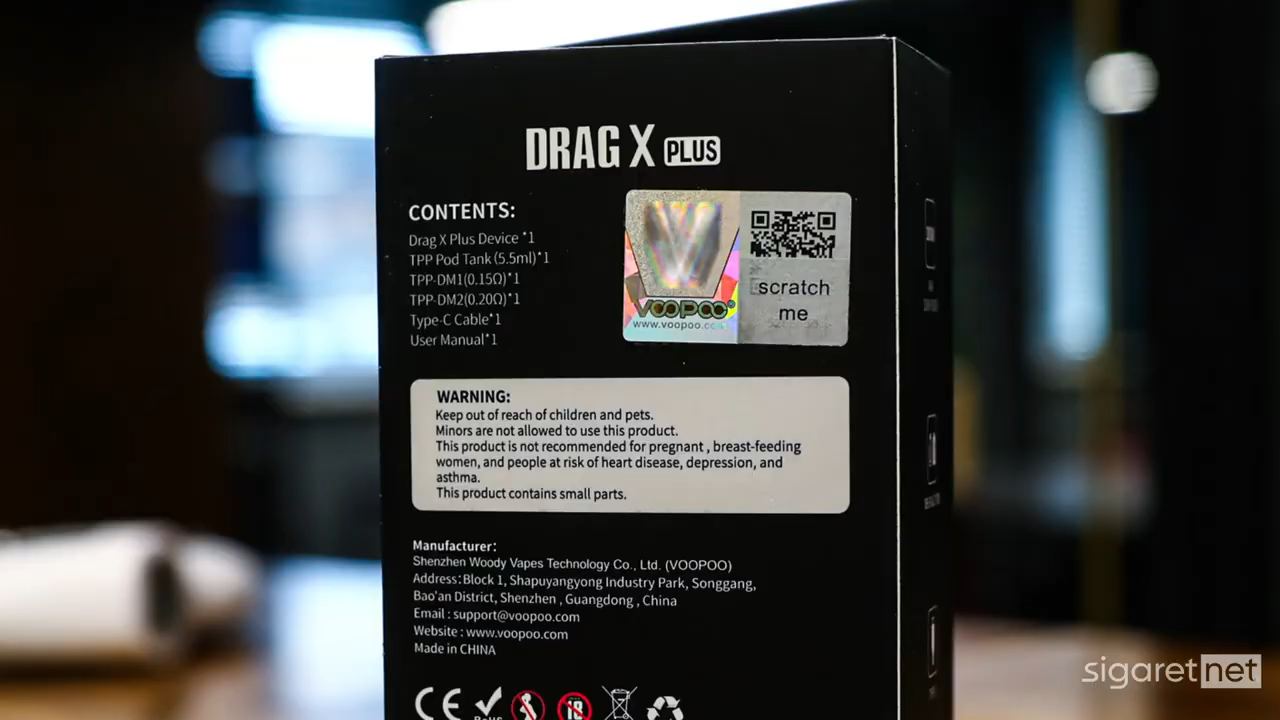 DRAG X PLUS
CONTENTS:
Drag X Plus Device *1
TPP Pod Tank (5.5ml)*1
TPP-DM1(0.15Ω)*1
TPP-DM2(0.20Ω)*1
Type-C Cable*1
User Manual*1
VOOPOO®
www.voopoo.com
scratch
me
WARNING:
Keep out of reach of children and pets.
Minors are not allowed to use this product.
This product is not recommended for pregnant , breast-feeding
women, and people at risk of heart disease, depression, and
asthma.
This product contains small parts.
Manufacturer:
Shenzhen Woody Vapes Technology Co., Ltd. (VOOPOO)
Address:Block 1, Shapuyangyong Industry Park, Songgang,
Bao'an District, Shenzhen , Guangdong , China
Email : support@voopoo.com
Website : www.voopoo.com
Made in CHINA
CE RoHS 18
sigaretnet